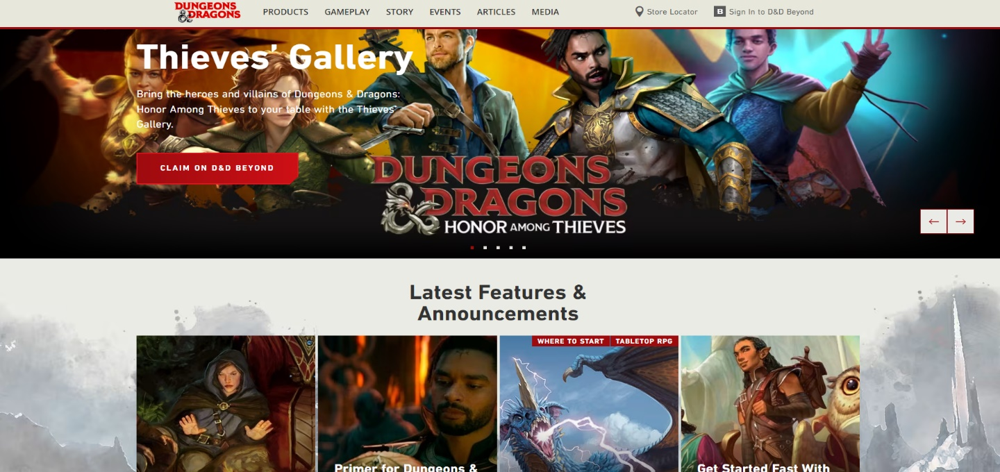 DUNGEONS
& DRAGONS
PRODUCTS
GAMEPLAY
STORY
EVENTS
ARTICLES
MEDIA
Store Locator
B Sign In to D&D Beyond
Thieves' Gallery
Bring the heroes and villains of Dungeons & Dragons:
Honor Among Thieves to your table with the Thieves'
Gallery.
CLAIM ON D&D BEYOND
DUNGEONS
& DRAGONS
HONOR AMONG THIEVES
Latest Features &
Announcements
WHERE TO START
TABLETOP RPG
Primer for Dungeons &
Get Started Fast With